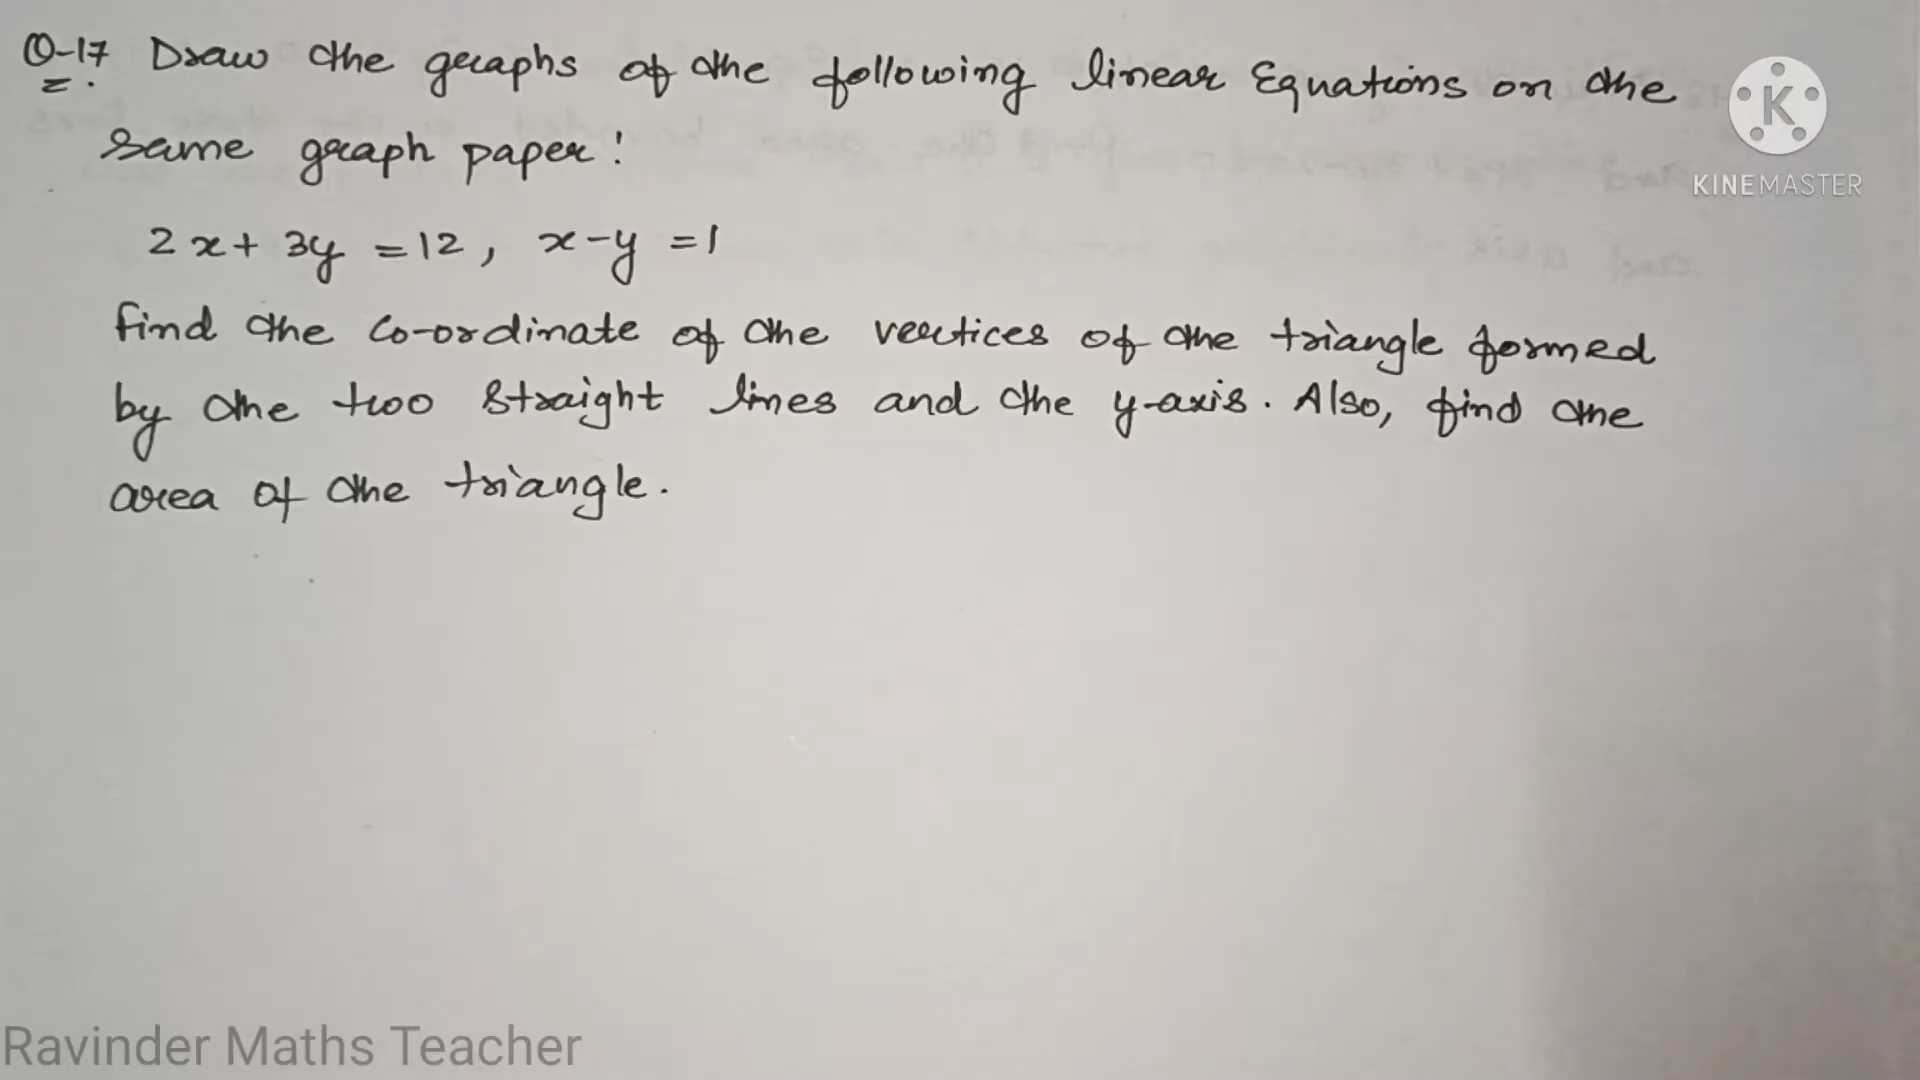 Q-17. Draw the graphs of the following linear Equations on the
same graph paper:
2x + 3y = 12, x - y = 1
find the Co-ordinate of the vertices of the triangle formed
by the two straight lines and the y-axis. Also, find the
area of the triangle.
K
KINEMASTER
Ravinder Maths Teacher